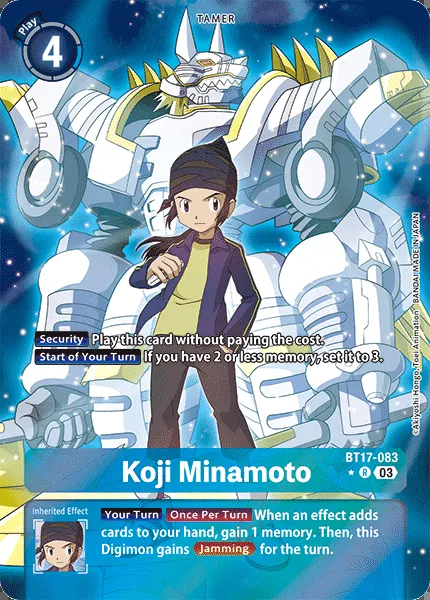 TAMER
Play
4
Security Play this card without paying the cost.
Start of Your Turn If you have 2 or less memory, set it to 3.
©Akiyoshi Hongo, Toei Animation BANDAI MADE IN JAPAN
BT17-083
Koji Minamoto
R 03
Inherited Effect
Your Turn Once Per Turn When an effect adds
cards to your hand, gain 1 memory. Then, this
Digimon gains Jamming for the turn.